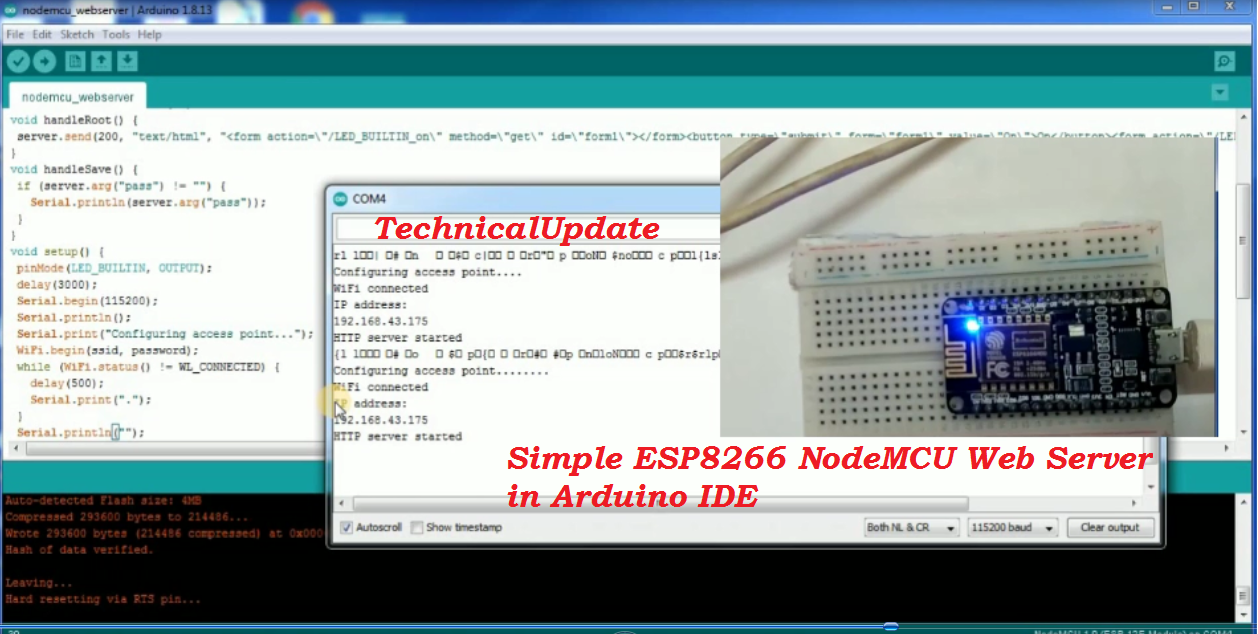 nodemcu_webserver | Arduino 1.8.13
File Edit Sketch Tools Help
nodemcu_webserver
void handleRoot() {
server.send(200, "text/html", "<form action=\"/LED_BUILTIN_on\" method=\"get\" id=\"form1\"></form><button type=\"submit\" form=\"form1\" value=\"On\">On</button><form action=\"/LE
}
void handleSave() {
if (server.arg("pass") != "") {
Serial.println(server.arg("pass"));
}
}
void setup() {
pinMode(LED_BUILTIN, OUTPUT);
delay(3000);
Serial.begin(115200);
Serial.println();
Serial.print("Configuring access point...");
WiFi.begin(ssid, password);
while (WiFi.status() != WL_CONNECTED) {
delay(500);
Serial.print(".");
}
Serial.println("");
COM4
TechnicalUpdate
Configuring access point....
WiFi connected
IP address:
192.168.43.175
HTTP server started
Configuring access point........
WiFi connected
IP address:
192.168.43.175
HTTP server started
FC
Simple ESP8266 NodeMCU Web Server
in Arduino IDE
Autoscroll Show timestamp Both NL & CR 115200 baud Clear output
Auto-detected Flash size: 4MB
Compressed 293600 bytes to 214486...
Wrote 293600 bytes (214486 compressed) at 0x000
Hash of data verified.
Leaving...
Hard resetting via RTS pin...